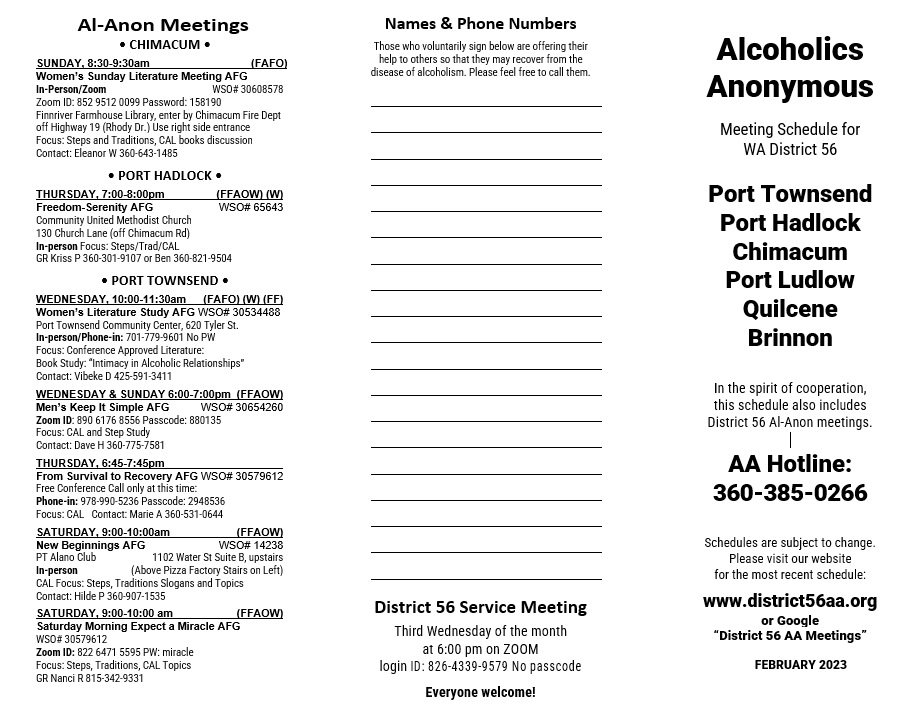 Al-Anon Meetings
• CHIMACUM •
SUNDAY, 8:30-9:30am (FAFO)
Women's Sunday Literature Meeting AFG
In-Person/Zoom WSO# 30608578
Zoom ID: 852 9512 0099 Password: 158190
Finnriver Farmhouse Library, enter by Chimacum Fire Dept
off Highway 19 (Rhody Dr.) Use right side entrance
Focus: Steps and Traditions, CAL books discussion
Contact: Eleanor W 360-643-1485
• PORT HADLOCK •
THURSDAY, 7:00-8:00pm (FFAOW) (W)
Freedom-Serenity AFG WSO# 65643
Community United Methodist Church
130 Church Lane (off Chimacum Rd)
In-person Focus: Steps/Trad/CAL
GR Kriss P 360-301-9107 or Ben 360-821-9504
• PORT TOWNSEND •
WEDNESDAY, 10:00-11:30am (FAFO) (W) (FF)
Women's Literature Study AFG WSO# 30534488
Port Townsend Community Center, 620 Tyler St.
In-person/Phone-in: 701-779-9601 No PW
Focus: Conference Approved Literature:
Book Study: "Intimacy in Alcoholic Relationships"
Contact: Vibeke D 425-591-3411
WEDNESDAY & SUNDAY 6:00-7:00pm (FFAOW)
Men's Keep It Simple AFG WSO# 30654260
Zoom ID: 890 6176 8556 Passcode: 880135
Focus: CAL and Step Study
Contact: Dave H 360-775-7581
THURSDAY, 6:45-7:45pm
From Survival to Recovery AFG WSO# 30579612
Free Conference Call only at this time:
Phone-in: 978-990-5236 Passcode: 2948536
Focus: CAL Contact: Marie A 360-531-0644
SATURDAY, 9:00-10:00am (FFAOW)
New Beginnings AFG WSO# 14238
PT Alano Club 1102 Water St Suite B, upstairs
In-person (Above Pizza Factory Stairs on Left)
CAL Focus: Steps, Traditions Slogans and Topics
Contact: Hilde P 360-907-1535
SATURDAY, 9:00-10:00 am (FFAOW)
Saturday Morning Expect a Miracle AFG
WSO# 30579612
Zoom ID: 822 6471 5595 PW: miracle
Focus: Steps, Traditions, CAL Topics
GR Nanci R 815-342-9331
Names & Phone Numbers
Those who voluntarily sign below are offering their
help to others so that they may recover from the
disease of alcoholism. Please feel free to call them.
District 56 Service Meeting
Third Wednesday of the month
at 6:00 pm on ZOOM
login ID: 826-4339-9579 No passcode
Everyone welcome!
Alcoholics
Anonymous
Meeting Schedule for
WA District 56
Port Townsend
Port Hadlock
Chimacum
Port Ludlow
Quilcene
Brinnon
In the spirit of cooperation,
this schedule also includes
District 56 Al-Anon meetings.
AA Hotline:
360-385-0266
Schedules are subject to change.
Please visit our website
for the most recent schedule:
www.district56aa.org
or Google
"District 56 AA Meetings"
FEBRUARY 2023